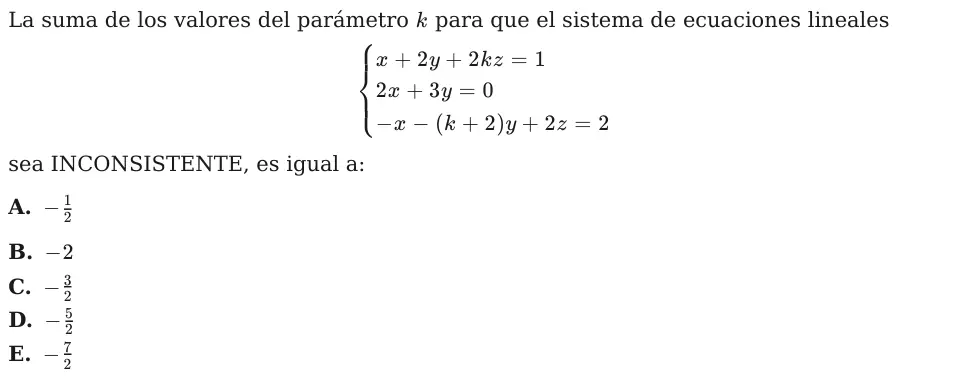 La suma de los valores del parámetro k para que el sistema de ecuaciones lineales
x + 2y + 2kz = 1
2x + 3y = 0
−x − (k + 2)y + 2z = 2
sea INCONSISTENTE, es igual a:
A. −1/2
B. −2
C. −3/2
D. −5/2
E. −7/2